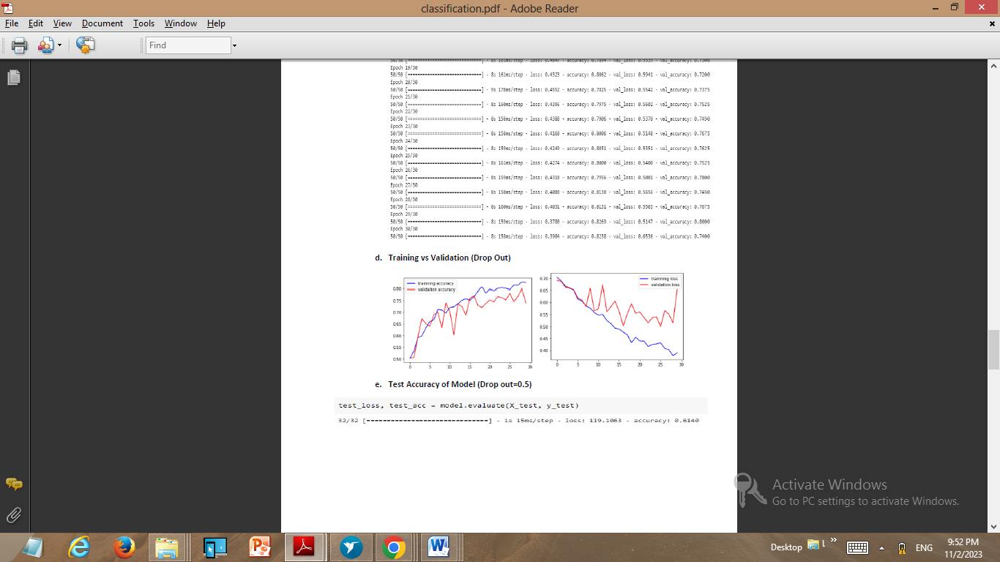 classification.pdf - Adobe Reader
File Edit View Document Tools Window Help
Find
Epoch 19/30
50/50 [==============================] - 8s 161ms/step - loss: 0.4323 - accuracy: 0.8062 - val_loss: 0.5941 - val_accuracy: 0.7200
Epoch 20/30
50/50 [==============================] - 9s 178ms/step - loss: 0.4552 - accuracy: 0.7825 - val_loss: 0.5542 - val_accuracy: 0.7375
Epoch 21/30
50/50 [==============================] - 8s 160ms/step - loss: 0.4396 - accuracy: 0.7975 - val_loss: 0.5602 - val_accuracy: 0.7525
Epoch 22/30
50/50 [==============================] - 8s 158ms/step - loss: 0.4388 - accuracy: 0.7906 - val_loss: 0.5370 - val_accuracy: 0.7450
Epoch 23/30
50/50 [==============================] - 8s 158ms/step - loss: 0.4160 - accuracy: 0.8006 - val_loss: 0.5148 - val_accuracy: 0.7675
Epoch 24/30
50/50 [==============================] - 8s 159ms/step - loss: 0.4249 - accuracy: 0.8031 - val_loss: 0.5351 - val_accuracy: 0.7625
Epoch 25/30
50/50 [==============================] - 8s 161ms/step - loss: 0.4274 - accuracy: 0.8000 - val_loss: 0.5400 - val_accuracy: 0.7525
Epoch 26/30
50/50 [==============================] - 8s 159ms/step - loss: 0.4318 - accuracy: 0.7956 - val_loss: 0.5001 - val_accuracy: 0.7800
Epoch 27/30
50/50 [==============================] - 8s 158ms/step - loss: 0.4088 - accuracy: 0.8138 - val_loss: 0.5656 - val_accuracy: 0.7450
Epoch 28/30
50/50 [==============================] - 8s 160ms/step - loss: 0.4031 - accuracy: 0.8131 - val_loss: 0.5503 - val_accuracy: 0.7675
Epoch 29/30
50/50 [==============================] - 8s 159ms/step - loss: 0.3780 - accuracy: 0.8269 - val_loss: 0.5147 - val_accuracy: 0.8000
Epoch 30/30
50/50 [==============================] - 8s 158ms/step - loss: 0.3904 - accuracy: 0.8238 - val_loss: 0.6536 - val_accuracy: 0.7400
d. Training vs Validation (Drop Out)
trainning accuracy
validation accuracy
0.80
0.75
0.70
0.65
0.60
0.55
0.50
0 5 10 15 20 25 30
trainning loss
validation loss
0.70
0.65
0.60
0.55
0.50
0.45
0.40
0 5 10 15 20 25 30
e. Test Accuracy of Model (Drop out=0.5)
test_loss, test_acc = model.evaluate(X_test, y_test)
32/32 [==============================] - 1s 15ms/step - loss: 119.1063 - accuracy: 0.6140
Activate Windows
Go to PC settings to activate Windows.
Desktop L » ENG 9:52 PM
11/2/2023